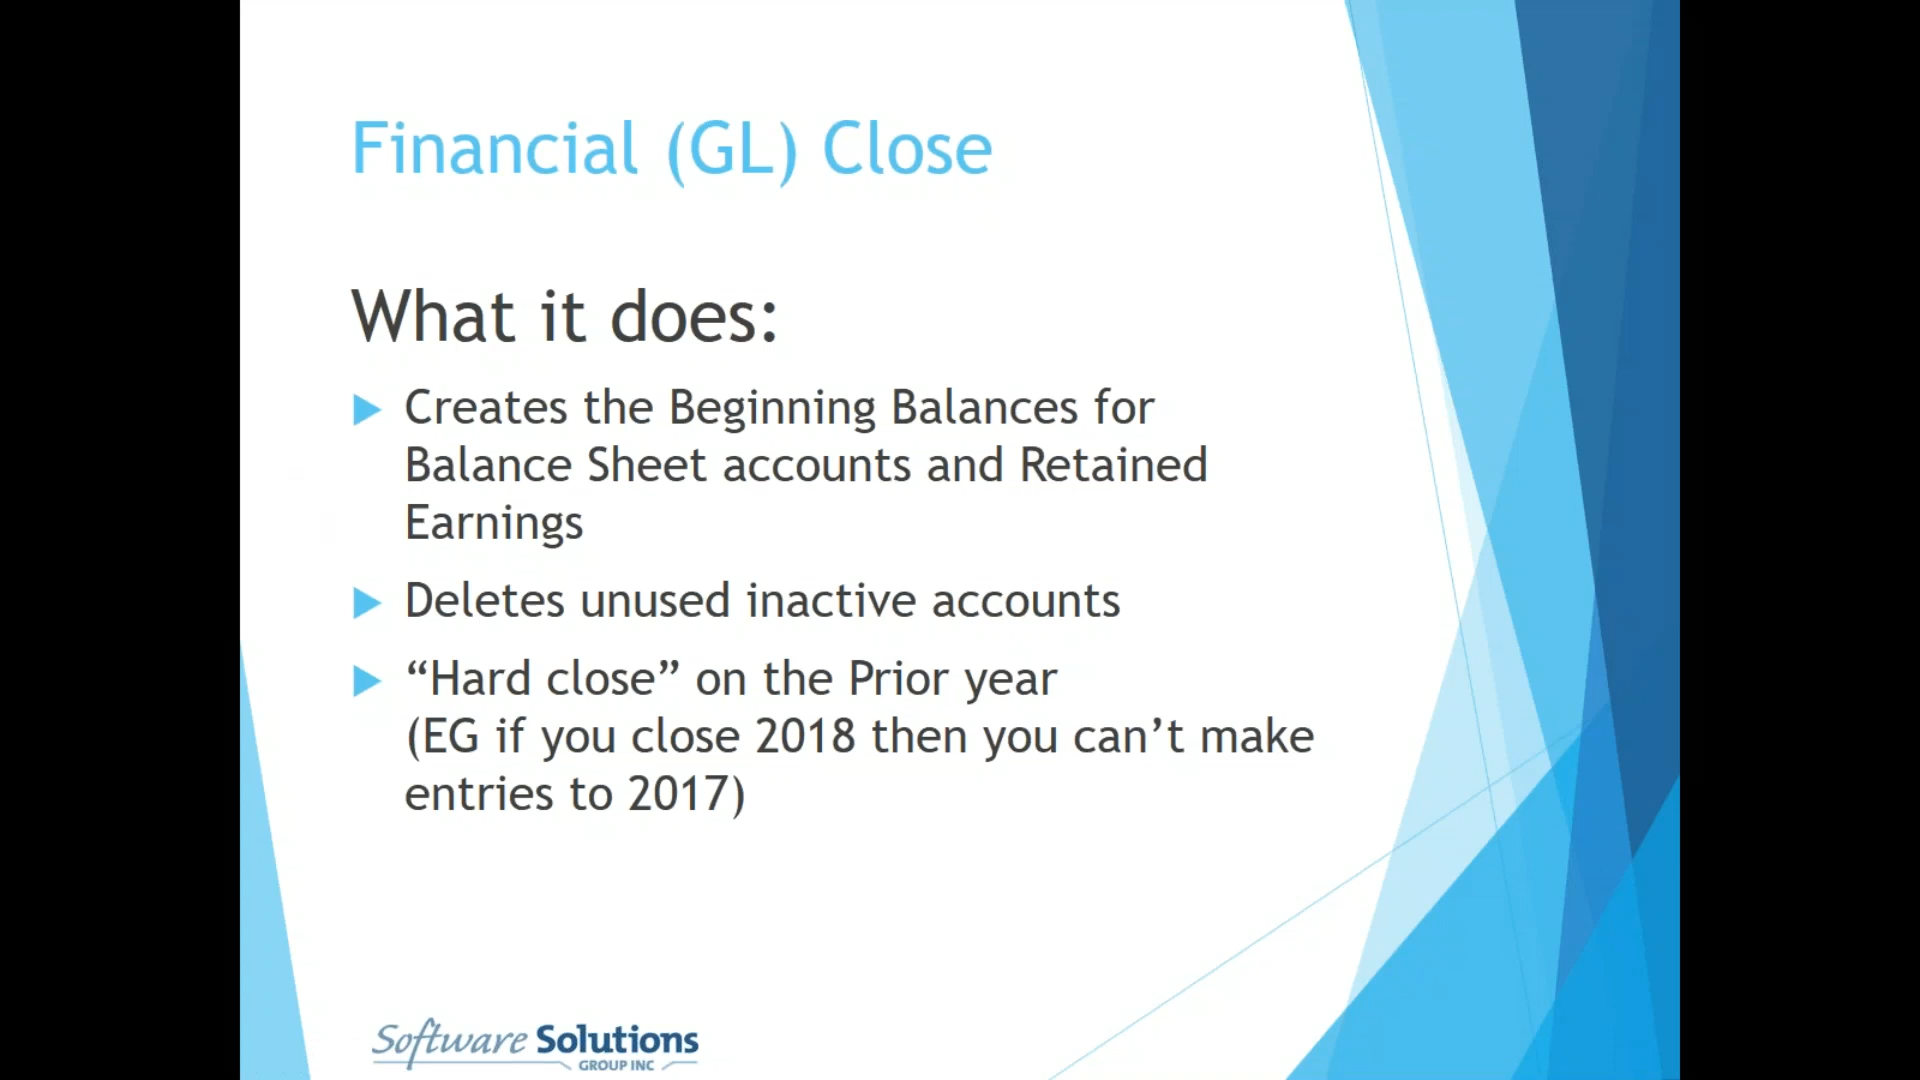 Financial (GL) Close
What it does:
Creates the Beginning Balances for
Balance Sheet accounts and Retained
Earnings
Deletes unused inactive accounts
“Hard close” on the Prior year
(EG if you close 2018 then you can’t make
entries to 2017)
Software Solutions
GROUP INC